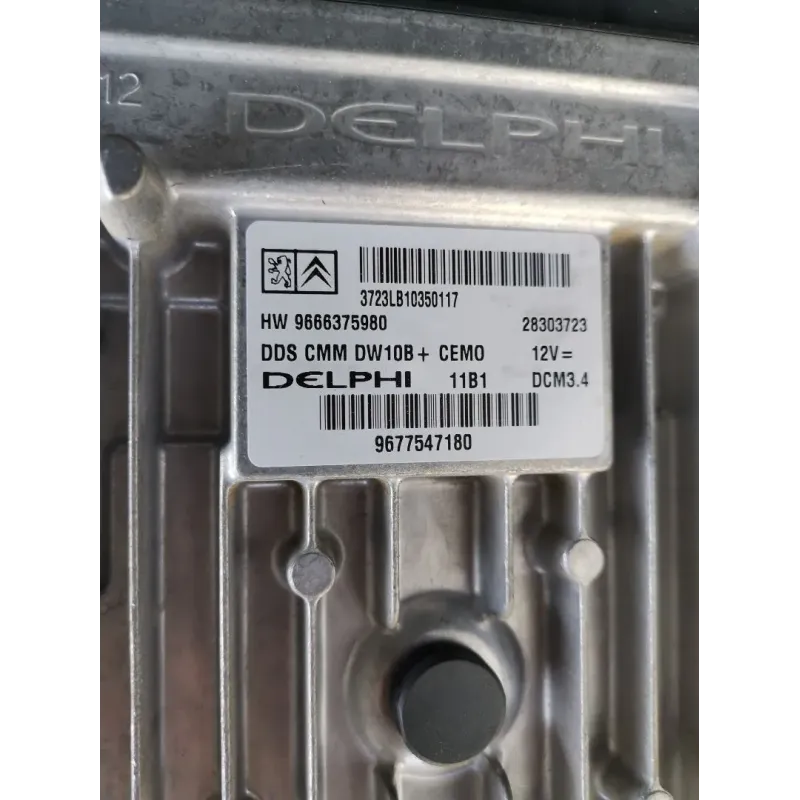 12
DELPHI
3723LB10350117
HW 9666375980 28303723
DDS CMM DW10B+ CEMO 12V=
DELPHI 11B1 DCM3.4
9677547180